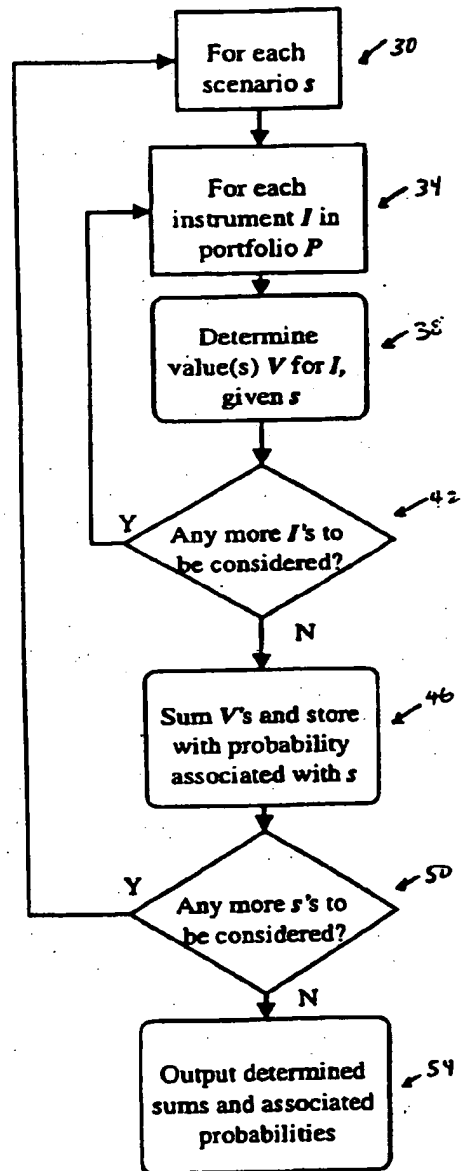 For each
scenario s
30
For each
instrument I in
portfolio P
34
Determine
value(s) V for I,
given s
38
Any more I's to
be considered?
42
Y
N
Sum V's and store
with probability
associated with s
46
Any more s's to
be considered?
50
Y
N
Output determined
sums and associated
probabilities
54